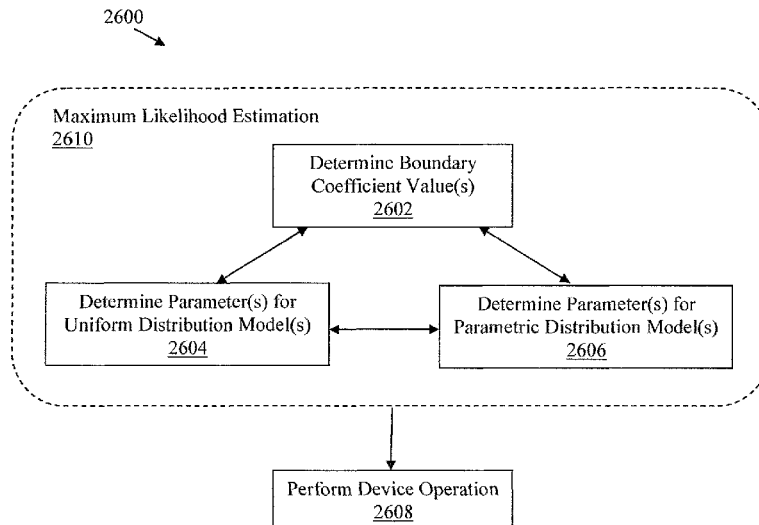 2600
Maximum Likelihood Estimation
2610
Determine Boundary
Coefficient Value(s)
2602
Determine Parameter(s) for
Uniform Distribution Model(s)
2604
Determine Parameter(s) for
Parametric Distribution Model(s)
2606
Perform Device Operation
2608